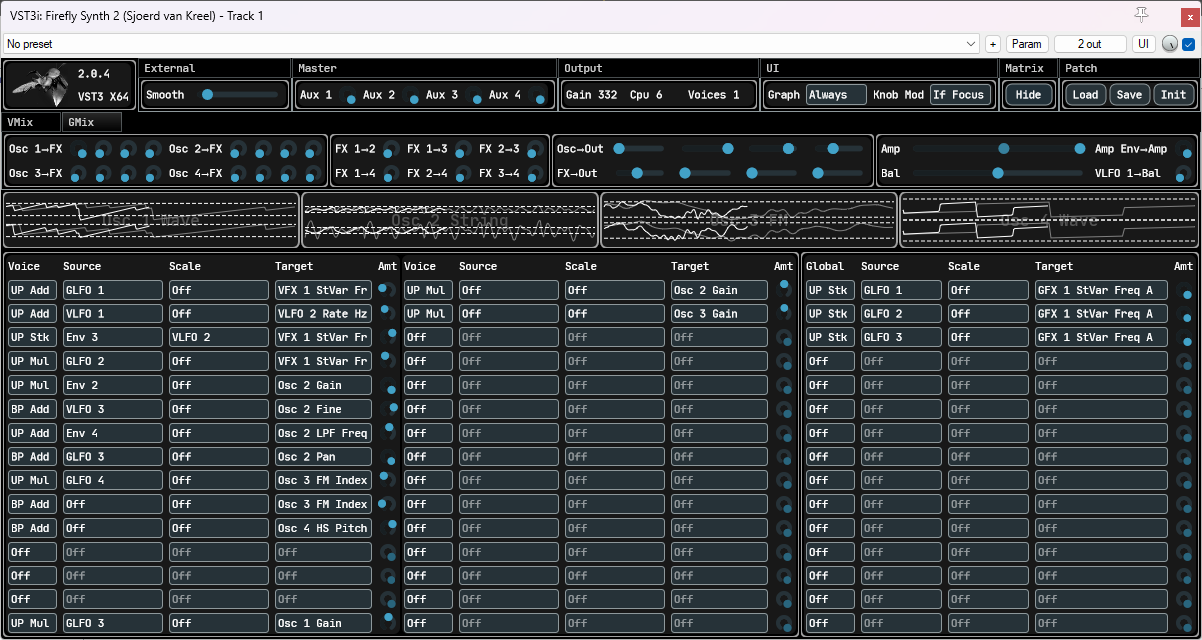 VST3i: Firefly Synth 2 (Sjoerd van Kreel) - Track 1
No preset + Param 2 out UI
2.0.4
VST3 X64
External Master Output UI Matrix Patch
Smooth Aux 1 Aux 2 Aux 3 Aux 4 Gain 332 Cpu 6 Voices 1 Graph Always Knob Mod If Focus Hide Load Save Init
VMix GMix
Osc 1→FX Osc 2→FX FX 1→2 FX 1→3 FX 2→3 Osc→Out Amp Amp Env→Amp
Osc 3→FX Osc 4→FX FX 1→4 FX 2→4 FX 3→4 FX→Out Bal VLFO 1→Bal
Osc 1 Wave Osc 2 String Osc 3 FM Osc 4 Wave
Voice Source Scale Target Amt Voice Source Scale Target Amt Global Source Scale Target Amt
UP Add GLFO 1 Off VFX 1 StVar Fr UP Mul Off Off Osc 2 Gain UP Stk GLFO 1 Off GFX 1 StVar Freq A
UP Add VLFO 1 Off VLFO 2 Rate Hz UP Mul Off Off Osc 3 Gain UP Stk GLFO 2 Off GFX 1 StVar Freq A
UP Stk Env 3 VLFO 2 VFX 1 StVar Fr Off Off Off Off UP Stk GLFO 3 Off GFX 1 StVar Freq A
UP Mul GLFO 2 Off VFX 1 StVar Fr Off Off Off Off Off Off Off Off
UP Mul Env 2 Off Osc 2 Gain Off Off Off Off Off Off Off Off
BP Add VLFO 3 Off Osc 2 Fine Off Off Off Off Off Off Off Off
UP Add Env 4 Off Osc 2 LPF Freq Off Off Off Off Off Off Off Off
BP Add GLFO 3 Off Osc 2 Pan Off Off Off Off Off Off Off Off
UP Mul GLFO 4 Off Osc 3 FM Index Off Off Off Off Off Off Off Off
BP Add Off Off Osc 3 FM Index Off Off Off Off Off Off Off Off
BP Add Off Off Osc 4 HS Pitch Off Off Off Off Off Off Off Off
Off Off Off Off Off Off Off Off Off Off Off Off
Off Off Off Off Off Off Off Off Off Off Off Off
Off Off Off Off Off Off Off Off Off Off Off Off
UP Mul GLFO 3 Off Osc 1 Gain Off Off Off Off Off Off Off Off